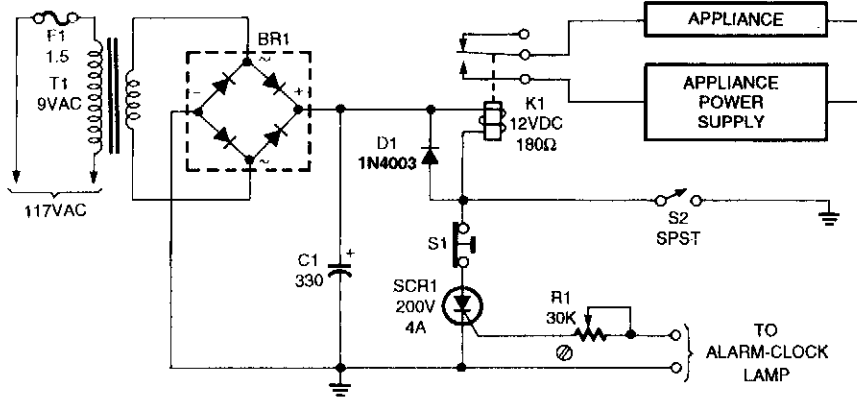 F1
1.5
T1
9VAC
117VAC
BR1
~
-
+
~
C1
330
+
D1
1N4003
K1
12VDC
180Ω
APPLIANCE
APPLIANCE
POWER
SUPPLY
S1
S2
SPST
SCR1
200V
4A
R1
30K
TO
ALARM-CLOCK
LAMP